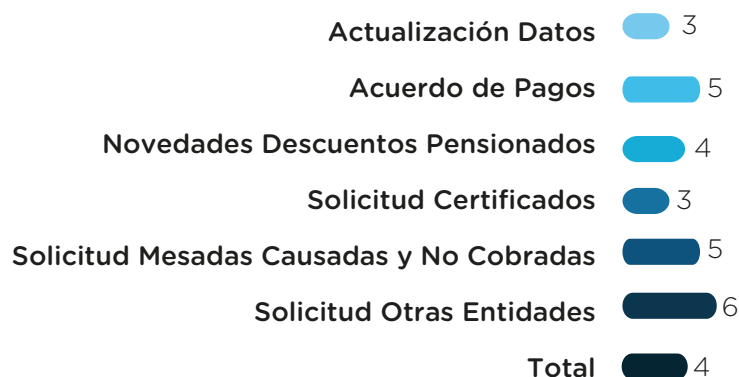 Actualización Datos 3
Acuerdo de Pagos 5
Novedades Descuentos Pensionados 4
Solicitud Certificados 3
Solicitud Mesadas Causadas y No Cobradas 5
Solicitud Otras Entidades 6
Total 4